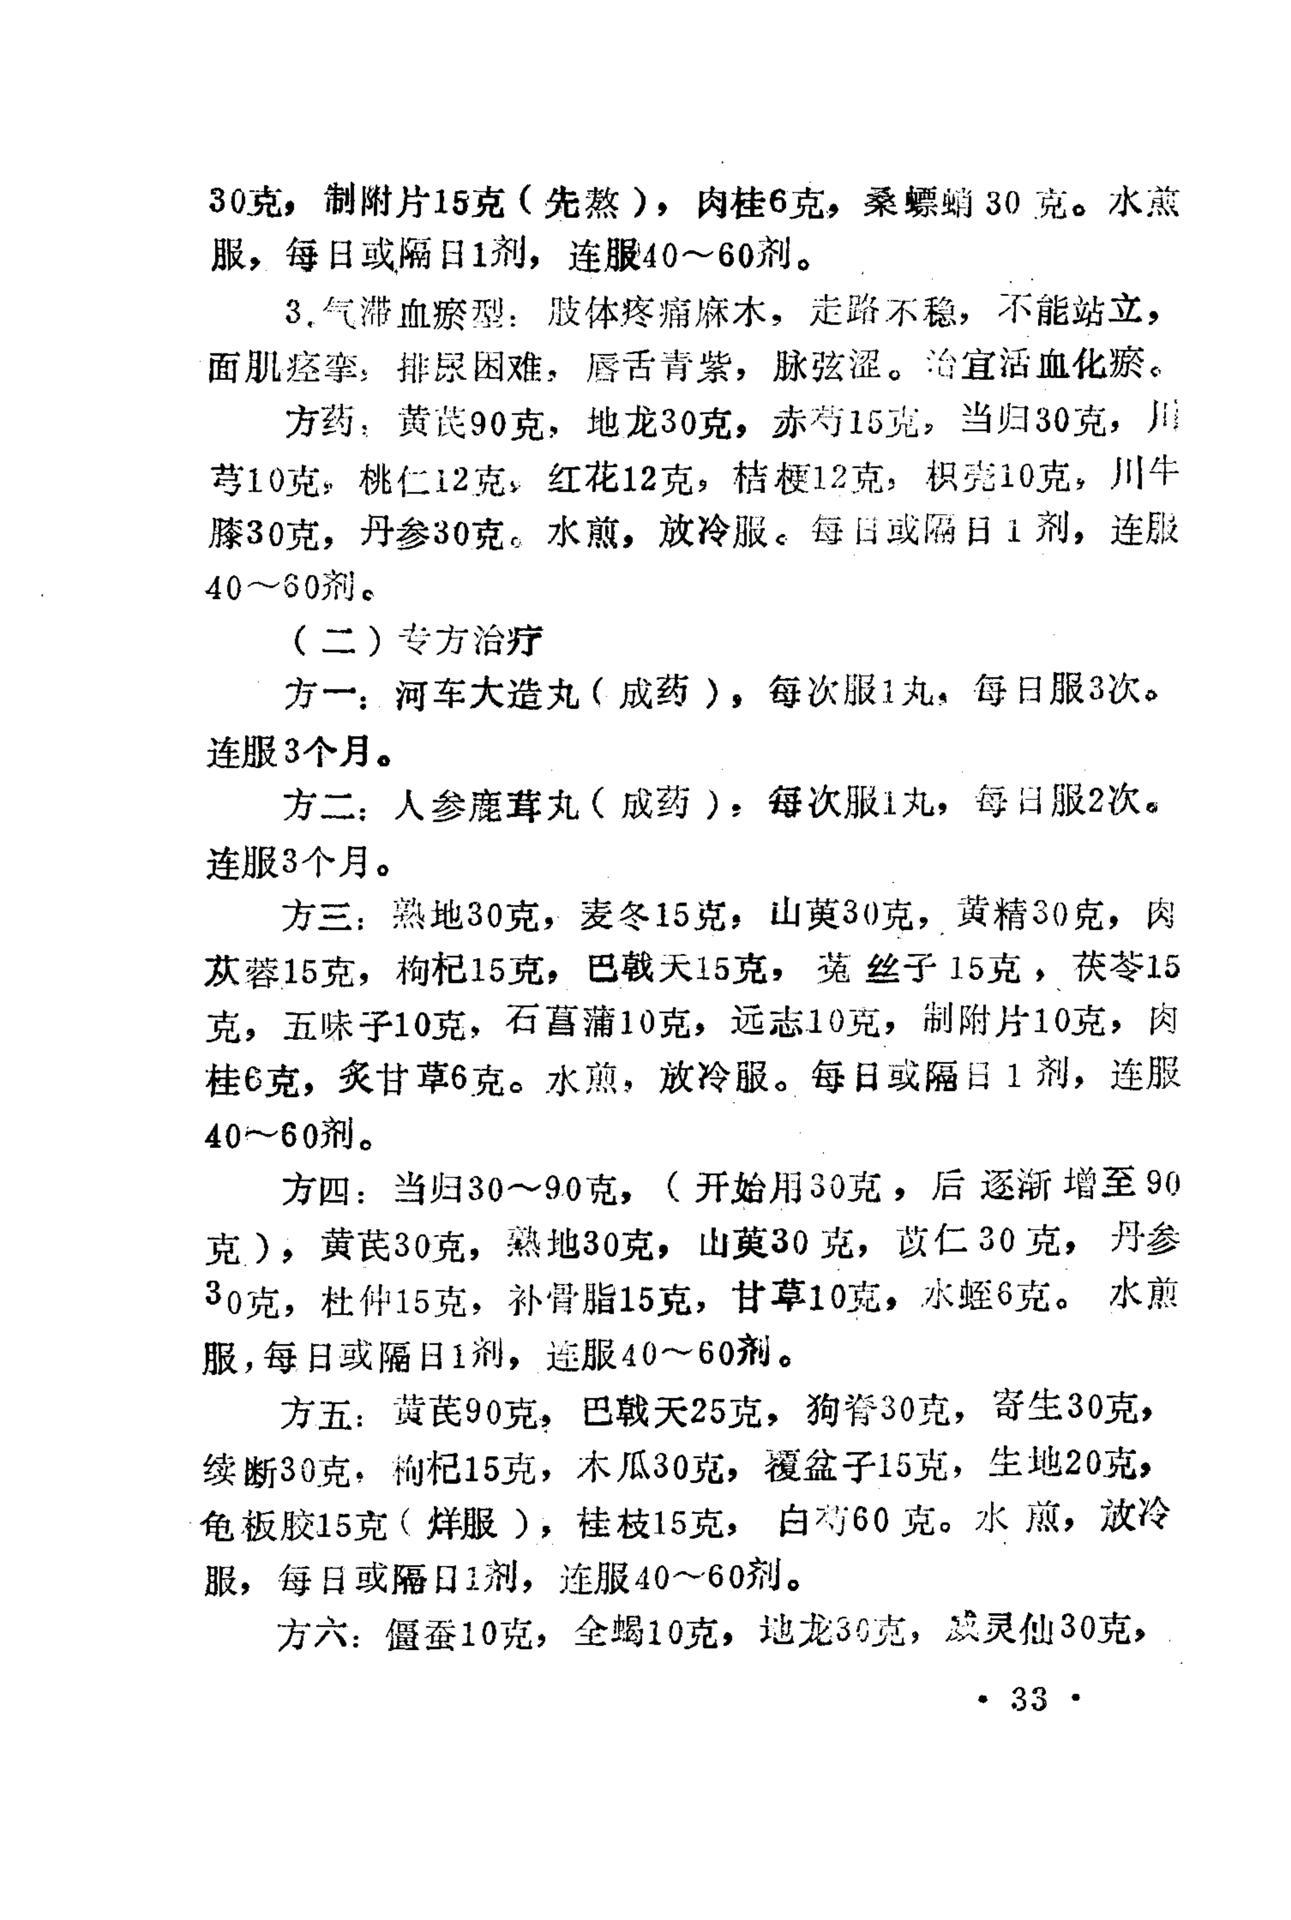 30克，制附片15克（先熬），肉桂6克，桑螵蛸30克。水煎
服，每日或隔日1剂，连服40～60剂。
3.气滞血瘀型：肢体疼痛麻木，走路不稳，不能站立，
面肌痉挛，排尿困难，唇舌青紫，脉弦涩。治宜活血化瘀。
方药：黄芪90克，地龙30克，赤芍15克，当归30克，川
芎10克，桃仁12克，红花12克，桔梗12克，枳壳10克，川牛
膝30克，丹参30克。水煎，放冷服。每日或隔日1剂，连服
40～60剂。
（二）专方治疗
方一：河车大造丸（成药），每次服1丸，每日服3次。
连服3个月。
方二：人参鹿茸丸（成药），每次服1丸，每日服2次。
连服3个月。
方三：熟地30克，麦冬15克，山萸30克，黄精30克，肉
苁蓉15克，枸杞15克，巴戟天15克，菟丝子15克，茯苓15
克，五味子10克，石菖蒲10克，远志10克，制附片10克，肉
桂6克，炙甘草6克。水煎，放冷服。每日或隔日1剂，连服
40～60剂。
方四：当归30～90克，（开始用30克，后逐渐增至90
克），黄芪30克，熟地30克，山萸30克，苡仁30克，丹参
30克，杜仲15克，补骨脂15克，甘草10克，水蛭6克。水煎
服，每日或隔日1剂，连服40～60剂。
方五：黄芪90克，巴戟天25克，狗脊30克，寄生30克，
续断30克，枸杞15克，木瓜30克，覆盆子15克，生地20克，
龟板胶15克（烊服），桂枝15克，白芍60克。水煎，放冷
服，每日或隔日1剂，连服40～60剂。
方六：僵蚕10克，全蝎10克，地龙30克，威灵仙30克，
• 33 •